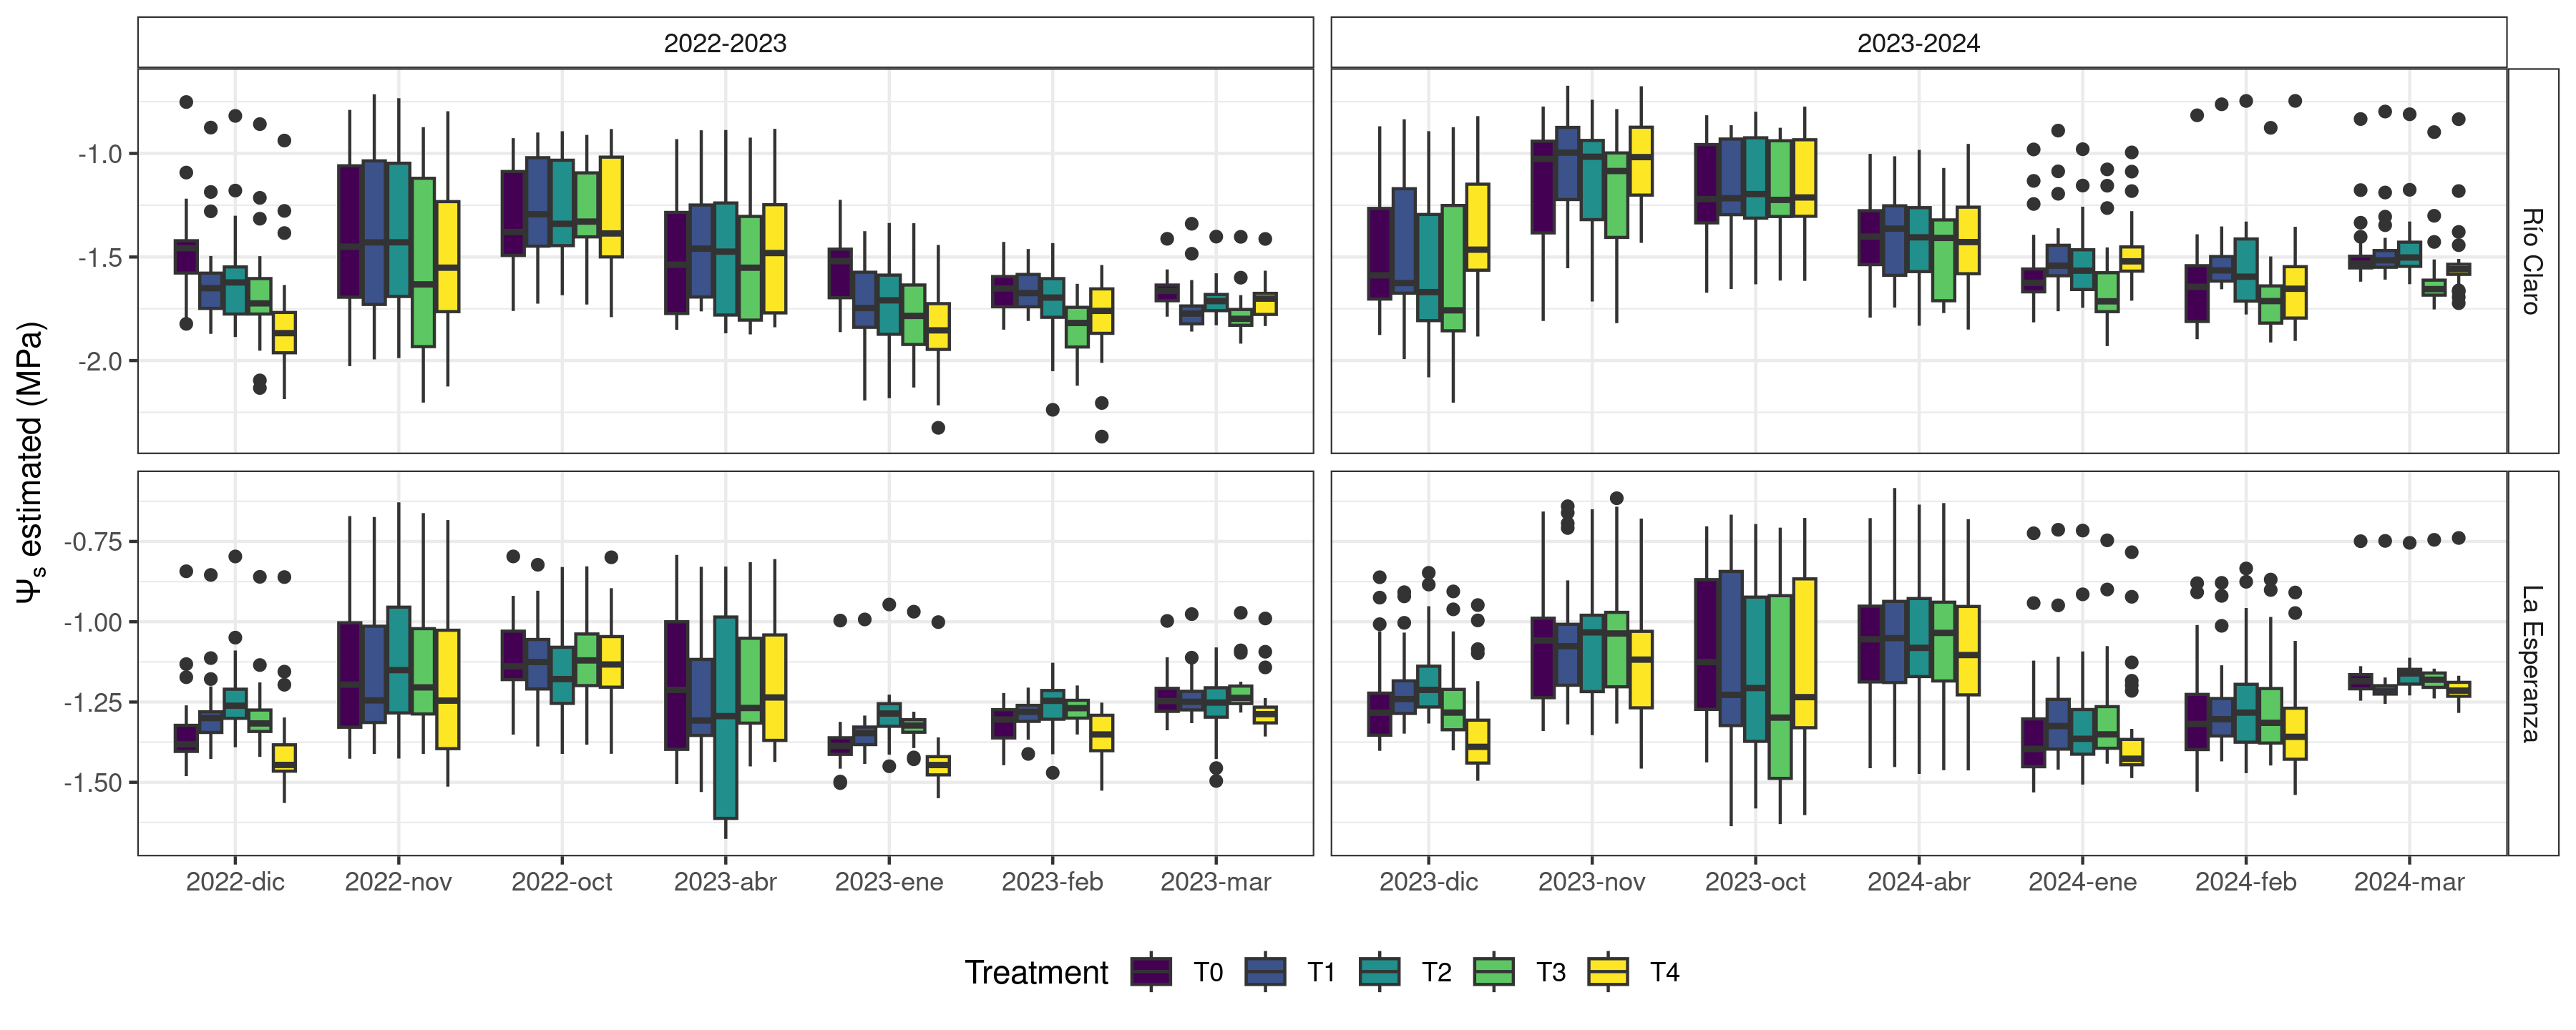 2022-2023
2023-2024
Río Claro
La Esperanza
Ψs estimated (MPa)
-1.0
-1.5
-2.0
-0.75
-1.00
-1.25
-1.50
2022-dic
2022-nov
2022-oct
2023-abr
2023-ene
2023-feb
2023-mar
2023-dic
2023-nov
2023-oct
2024-abr
2024-ene
2024-feb
2024-mar
Treatment T0 T1 T2 T3 T4